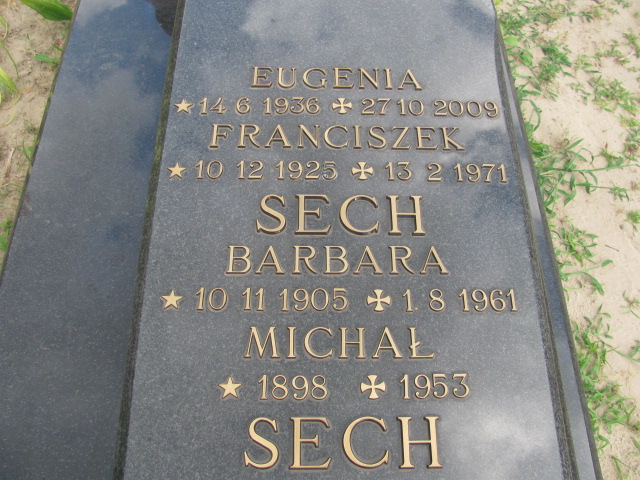 EUGENIA
★ 14 6 1936 ✠ 27 10 2009
FRANCISZEK
★ 10 12 1925 ✠ 13 2 1971
SECH
BARBARA
★ 10 11 1905 ✠ 1 8 1961
MICHAŁ
★ 1898 ✠ 1953
SECH